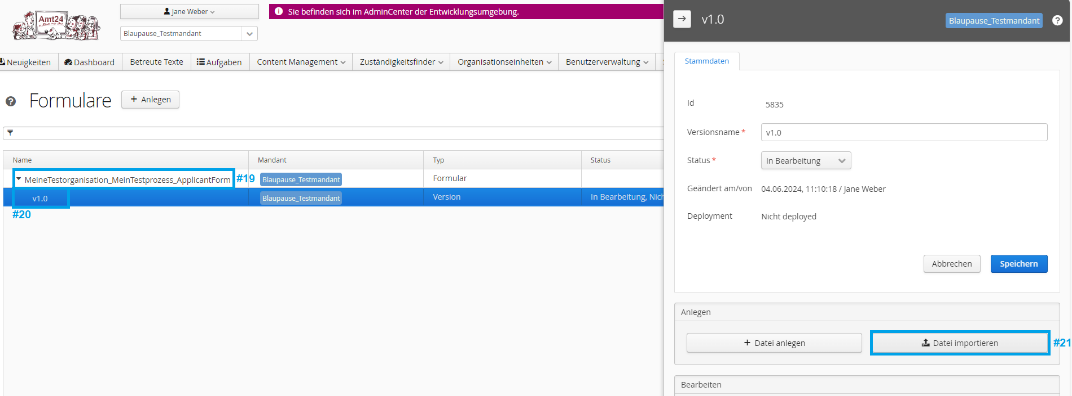 Amt24
Jane Weber
Blaupause_Testmandant
Sie befinden sich im AdminCenter der Entwicklungsumgebung.
Neuigkeiten Dashboard Betreute Texte Aufgaben Content Management Zuständigkeitsfinder Organisationseinheiten Benutzerverwaltung
Formulare + Anlegen
Name Mandant Typ Status
MeineTestorganisation_MeinTestprozess_ApplicantForm #19 Blaupause_Testmandant Formular
v1.0 Blaupause_Testmandant Version In Bearbeitung, Nich
#20
v1.0 Blaupause_Testmandant
Stammdaten
Id 5835
Versionsname * v1.0
Status * In Bearbeitung
Geändert am/von 04.06.2024, 11:10:18 / Jane Weber
Deployment Nicht deployed
Abbrechen Speichern
Anlegen
+ Datei anlegen Datei importieren #21
Bearbeiten